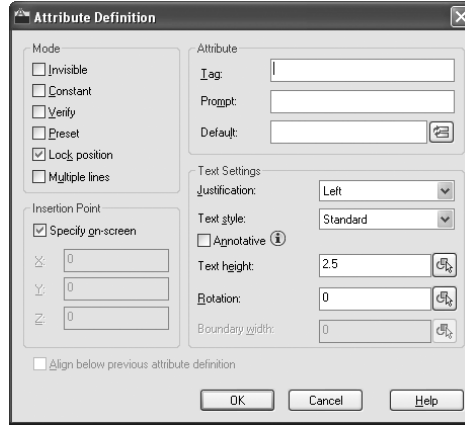 Attribute Definition
Mode
Invisible
Constant
Verify
Preset
Lock position
Multiple lines
Attribute
Tag:
Prompt:
Default:
Insertion Point
Specify on-screen
X: 0
Y: 0
Z: 0
Text Settings
Justification: Left
Text style: Standard
Annotative
Text height: 2.5
Rotation: 0
Boundary width: 0
Align below previous attribute definition
OK Cancel Help